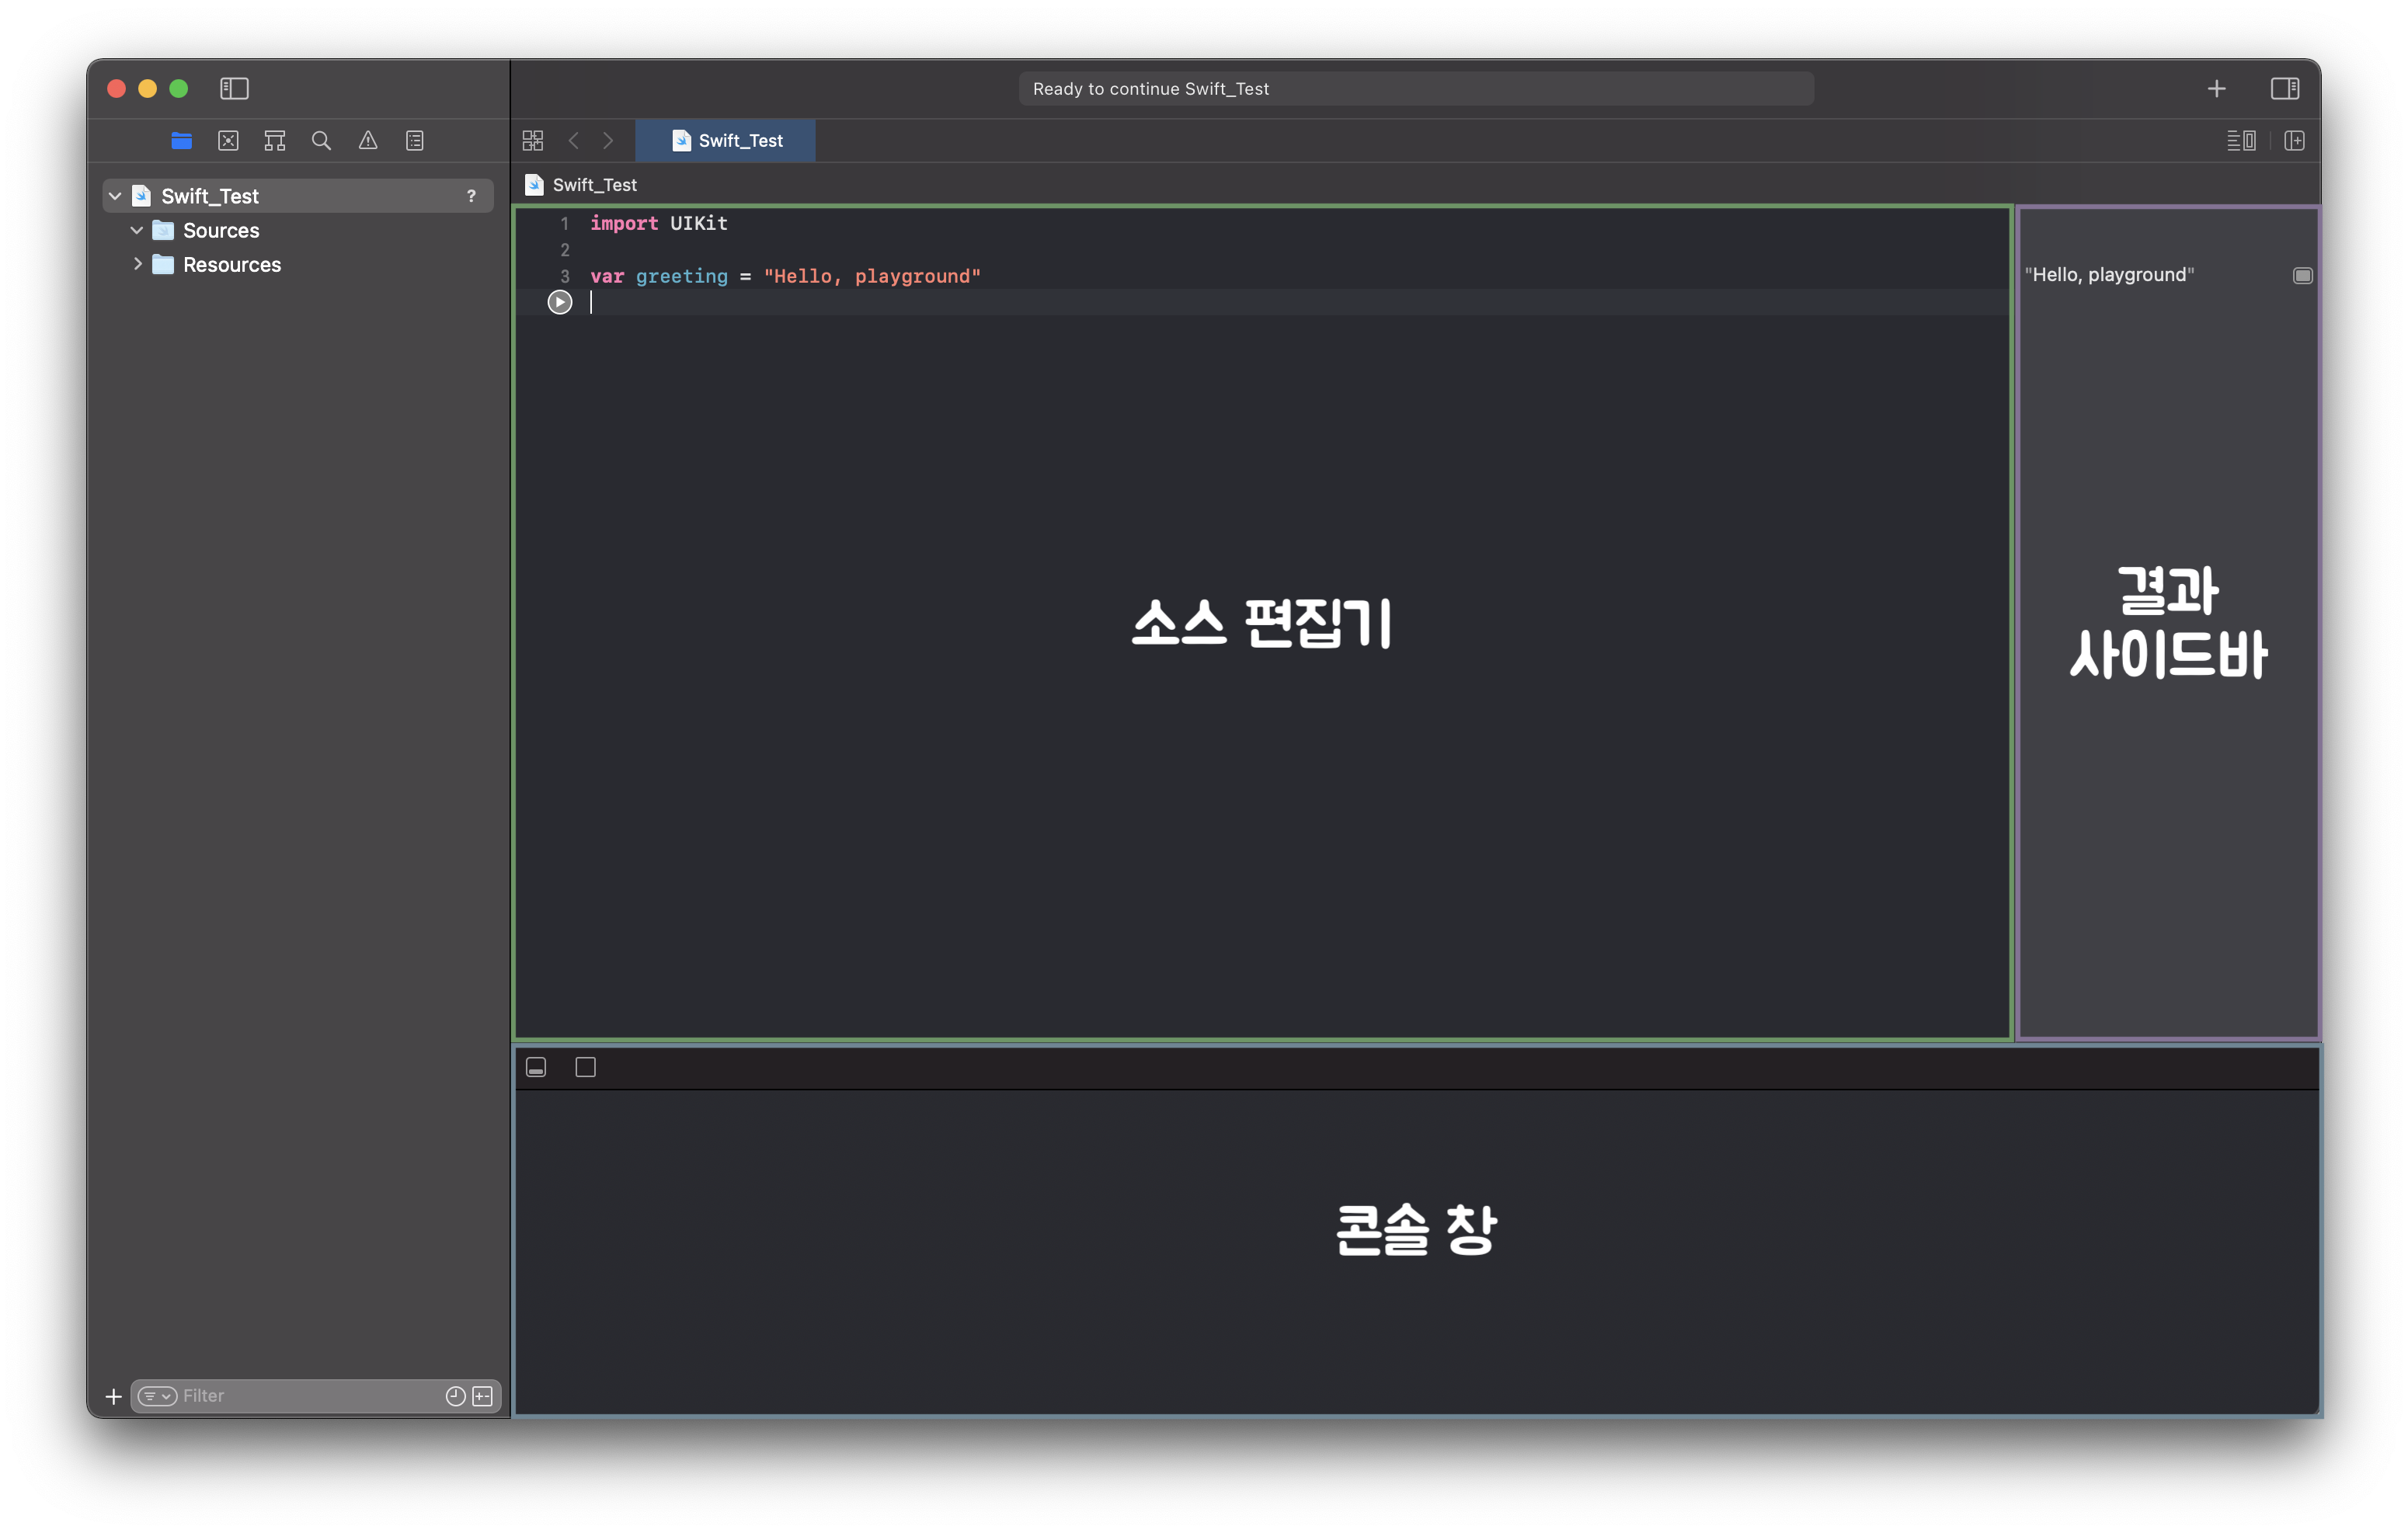 Ready to continue Swift_Test
Swift_Test
Swift_Test ?
Sources
Resources
Swift_Test
1 import UIKit
2
3 var greeting = "Hello, playground"
"Hello, playground"
소스 편집기
결과
사이드바
콘솔 창
Filter